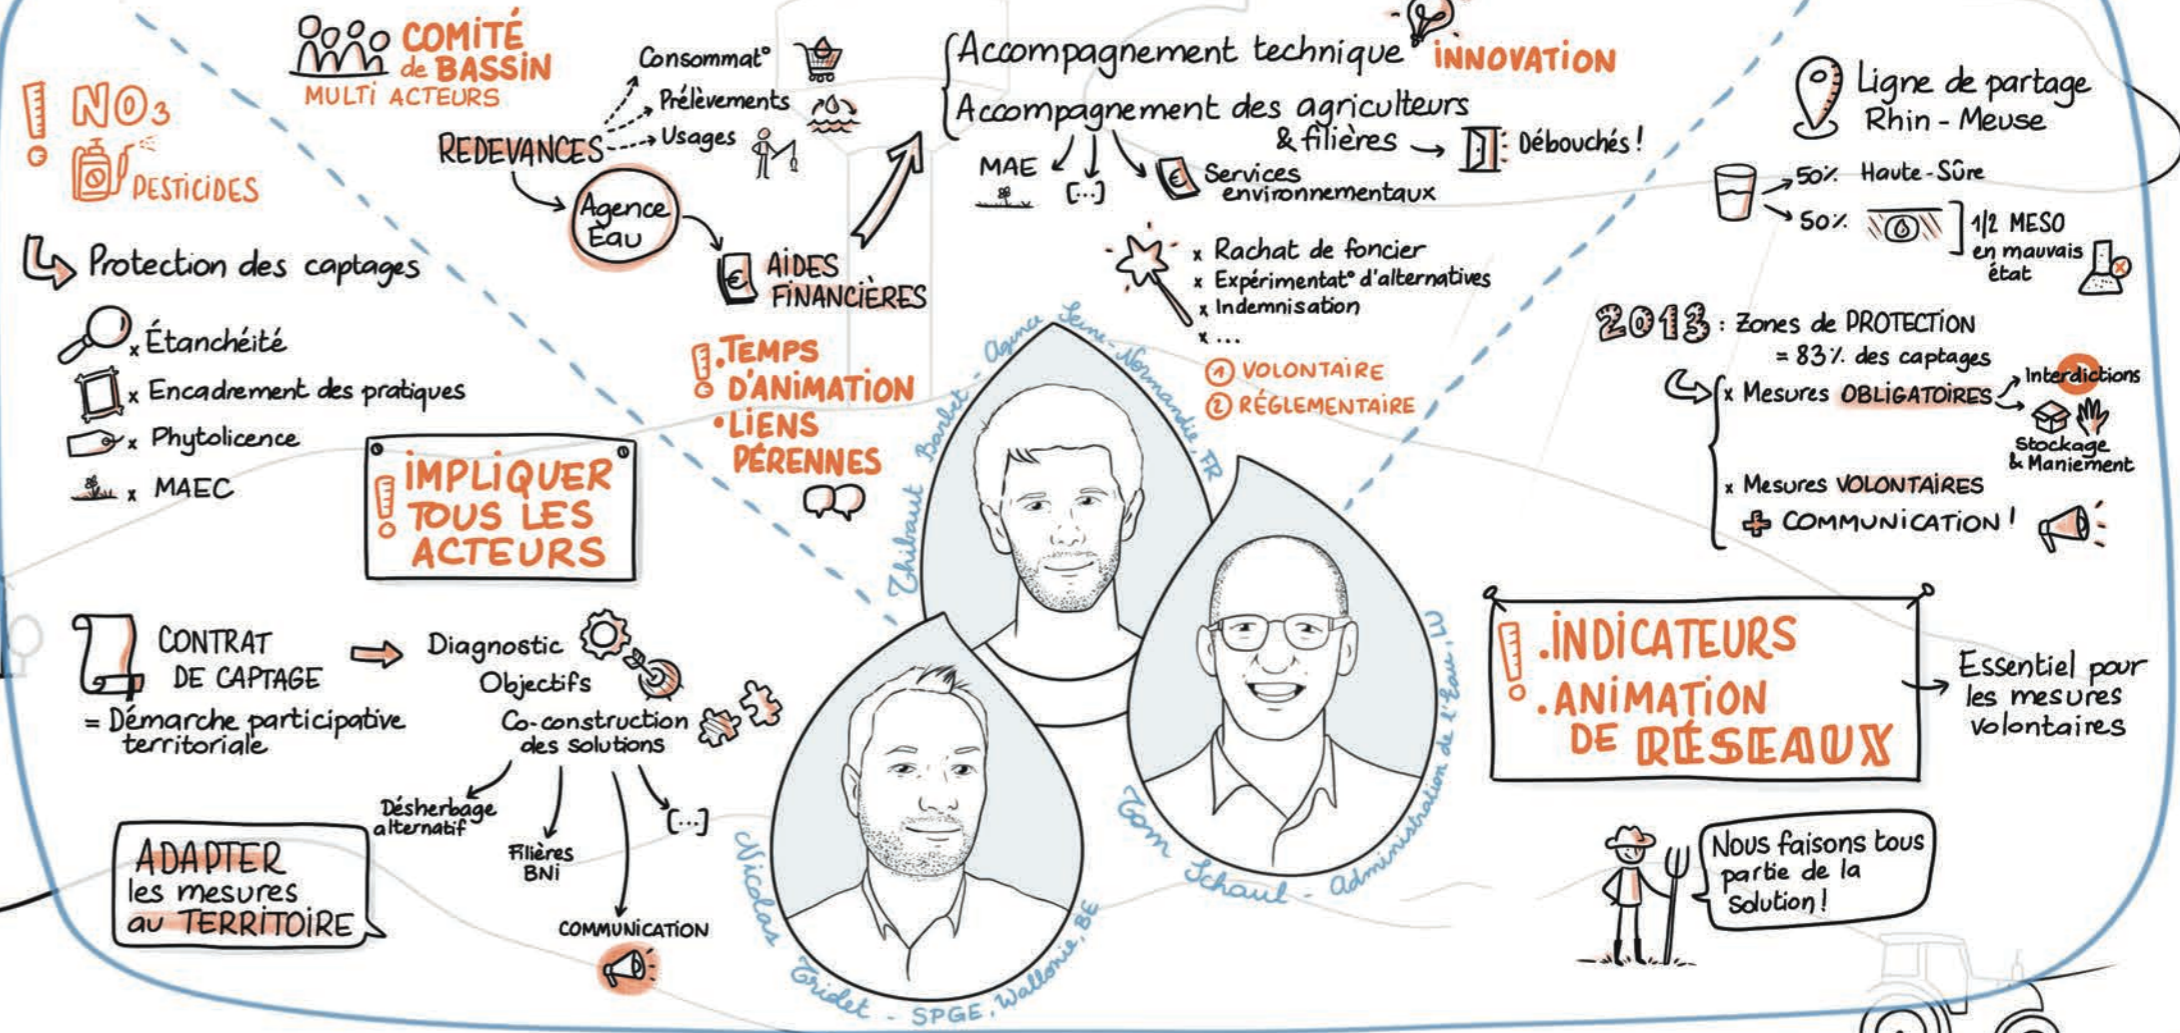 NO3
PESTICIDES
Protection des captages
x Étanchéité
x Encadrement des pratiques
x Phytolicence
x MAEC
IMPLIQUER
TOUS LES
ACTEURS
CONTRAT
DE CAPTAGE
= Démarche participative
territoriale
Diagnostic
Objectifs
Co-construction
des solutions
Désherbage
alternatif
Filières
BNI
COMMUNICATION
[...]
ADAPTER
les mesures
au TERRITOIRE
Nicolas Tridet - SPGE, Wallonie, BE
COMITÉ
de BASSIN
MULTI ACTEURS
REDEVANCES
Consommat°
Prélèvements
Usages
Agence
Eau
€ AIDES
FINANCIÈRES
! . TEMPS
D'ANIMATION
• LIENS
PÉRENNES
Accompagnement technique
INNOVATION
Accompagnement des agriculteurs
& filières
Débouchés !
MAE
[...]
€ Services
environnementaux
x Rachat de foncier
x Expérimentat° d'alternatives
x Indemnisation
x ...
1 VOLONTAIRE
2 RÉGLEMENTAIRE
Thibaut Barbet - Agence Seine-Normandie, FR
Ligne de partage
Rhin - Meuse
50% Haute-Sûre
50%
1/2 MESO
en mauvais
état
2013 : Zones de PROTECTION
= 83% des captages
x Mesures OBLIGATOIRES
Interdictions
Stockage
& Maniement
x Mesures VOLONTAIRES
+ COMMUNICATION !
! . INDICATEURS
. ANIMATION
DE RÉSEAUX
Essentiel pour
les mesures
volontaires
Tom Schaul - Administration de l'Eau, LU
Nous faisons tous
partie de la
solution !